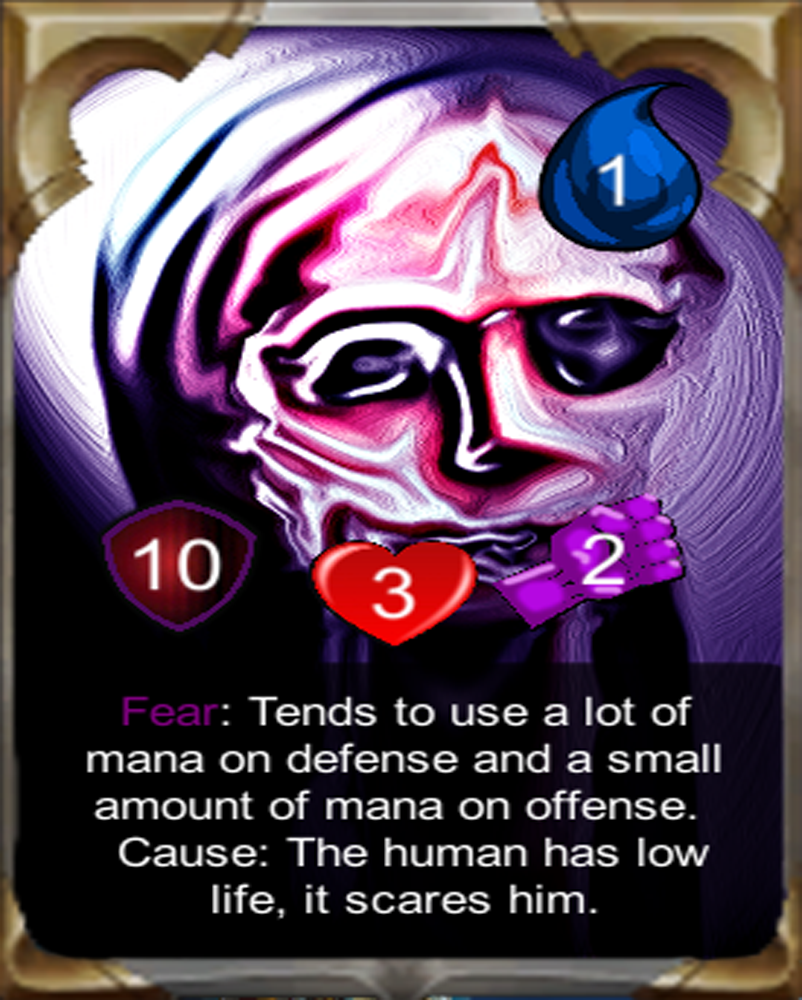 1
10
3
2
Fear: Tends to use a lot of
mana on defense and a small
amount of mana on offense.
Cause: The human has low
life, it scares him.